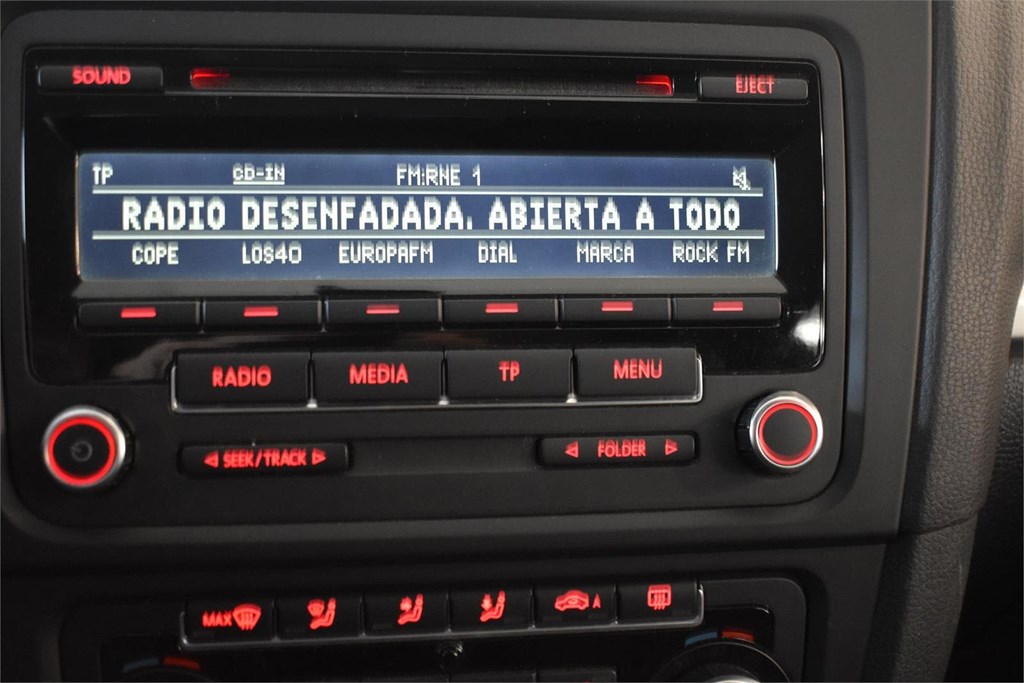 SOUND EJECT
TP CD-IN FM:RNE 1
RADIO DESENFADADA. ABIERTA A TODO
COPE LOS40 EUROPAFM DIAL MARCA ROCK FM
RADIO MEDIA TP MENU
SEEK/TRACK FOLDER
MAX A